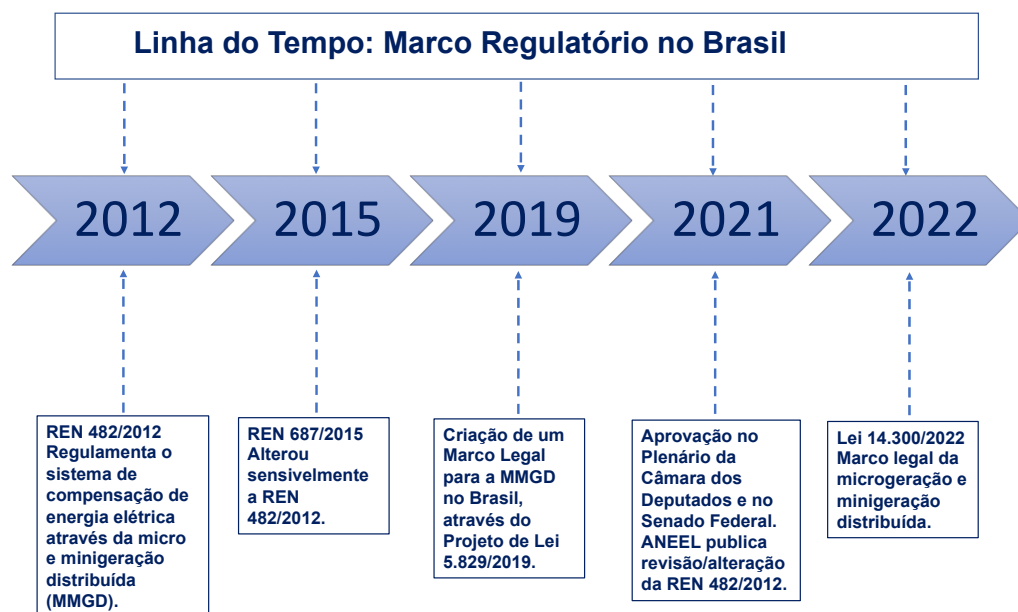 Linha do Tempo: Marco Regulatório no Brasil
2012
2015
2019
2021
2022
REN 482/2012
Regulamenta o
sistema de
compensação de
energia elétrica
através da micro
e minigeração
distribuída
(MMGD).
REN 687/2015
Alterou
sensivelmente
a REN
482/2012.
Criação de um
Marco Legal
para a MMGD
no Brasil,
através do
Projeto de Lei
5.829/2019.
Aprovação no
Plenário da
Câmara dos
Deputados e no
Senado Federal.
ANEEL publica
revisão/alteração
da REN 482/2012.
Lei 14.300/2022
Marco legal da
microgeração e
minigeração
distribuída.